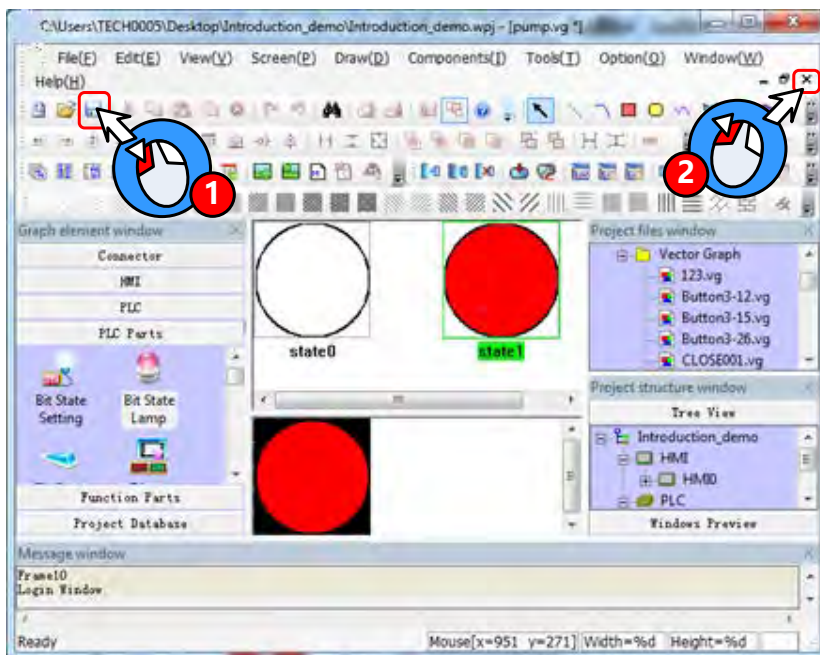 C:\Users\TECH0005\Desktop\Introduction_demo\Introduction_demo.wpj - [pump.vg *]
File(F) Edit(E) View(V) Screen(P) Draw(D) Components(J) Tools(T) Option(O) Window(W)
Help(H)
1
2
Graph element window
Connector
HMI
PLC
PLC Parts
Bit State
Setting
Bit State
Lamp
Function Parts
Project Database
state0
state1
Project files window
Vector Graph
123.vg
Button3-12.vg
Button3-15.vg
Button3-26.vg
CLOSE001.vg
Project structure window
Tree View
Introduction_demo
HMI
HMI0
PLC
Windows Preview
Message window
Frame10
Login Window
Ready
Mouse[x=951 y=271] Width=%d Height=%d